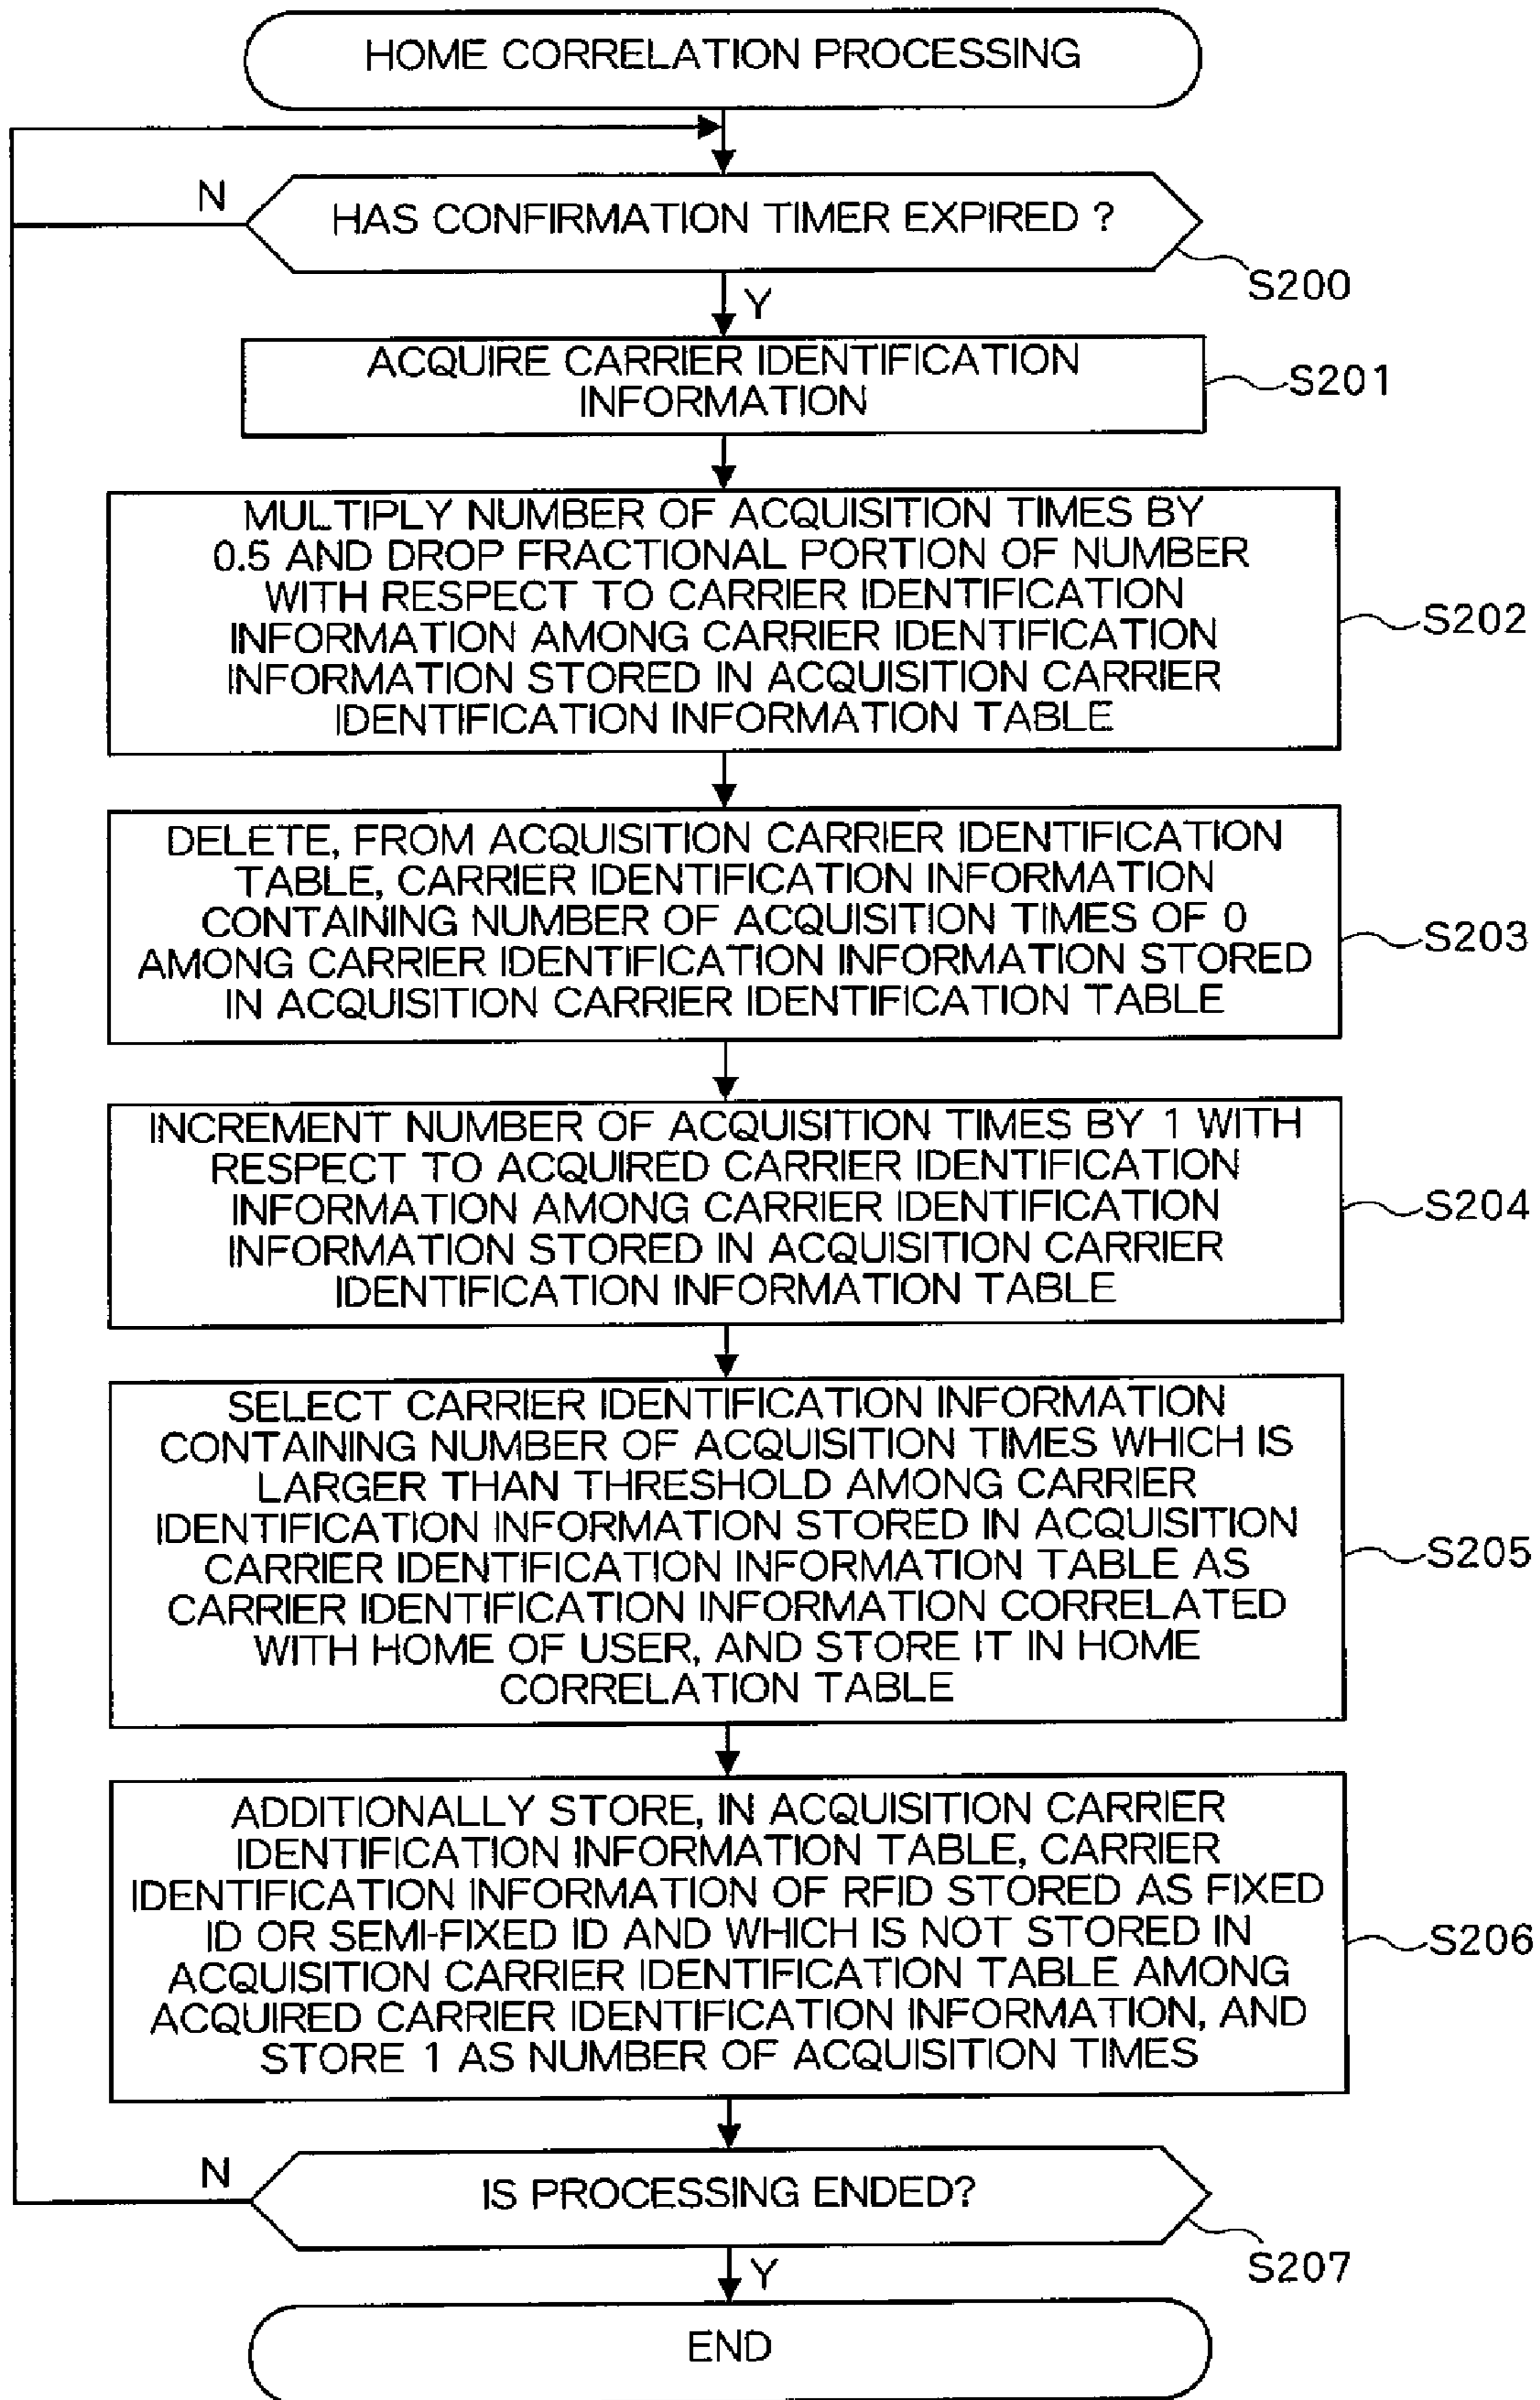 HOME CORRELATION PROCESSING
N
HAS CONFIRMATION TIMER EXPIRED ?
S200
Y
ACQUIRE CARRIER IDENTIFICATION
INFORMATION
S201
MULTIPLY NUMBER OF ACQUISITION TIMES BY
0.5 AND DROP FRACTIONAL PORTION OF NUMBER
WITH RESPECT TO CARRIER IDENTIFICATION
INFORMATION AMONG CARRIER IDENTIFICATION
INFORMATION STORED IN ACQUISITION CARRIER
IDENTIFICATION INFORMATION TABLE
S202
DELETE, FROM ACQUISITION CARRIER IDENTIFICATION
TABLE, CARRIER IDENTIFICATION INFORMATION
CONTAINING NUMBER OF ACQUISITION TIMES OF 0
AMONG CARRIER IDENTIFICATION INFORMATION STORED
IN ACQUISITION CARRIER IDENTIFICATION TABLE
S203
INCREMENT NUMBER OF ACQUISITION TIMES BY 1 WITH
RESPECT TO ACQUIRED CARRIER IDENTIFICATION
INFORMATION AMONG CARRIER IDENTIFICATION
INFORMATION STORED IN ACQUISITION CARRIER
IDENTIFICATION INFORMATION TABLE
S204
SELECT CARRIER IDENTIFICATION INFORMATION
CONTAINING NUMBER OF ACQUISITION TIMES WHICH IS
LARGER THAN THRESHOLD AMONG CARRIER
IDENTIFICATION INFORMATION STORED IN ACQUISITION
CARRIER IDENTIFICATION INFORMATION TABLE AS
CARRIER IDENTIFICATION INFORMATION CORRELATED
WITH HOME OF USER, AND STORE IT IN HOME
CORRELATION TABLE
S205
ADDITIONALLY STORE, IN ACQUISITION CARRIER
IDENTIFICATION INFORMATION TABLE, CARRIER
IDENTIFICATION INFORMATION OF RFID STORED AS FIXED
ID OR SEMI-FIXED ID AND WHICH IS NOT STORED IN
ACQUISITION CARRIER IDENTIFICATION TABLE AMONG
ACQUIRED CARRIER IDENTIFICATION INFORMATION, AND
STORE 1 AS NUMBER OF ACQUISITION TIMES
S206
N
IS PROCESSING ENDED?
S207
Y
END